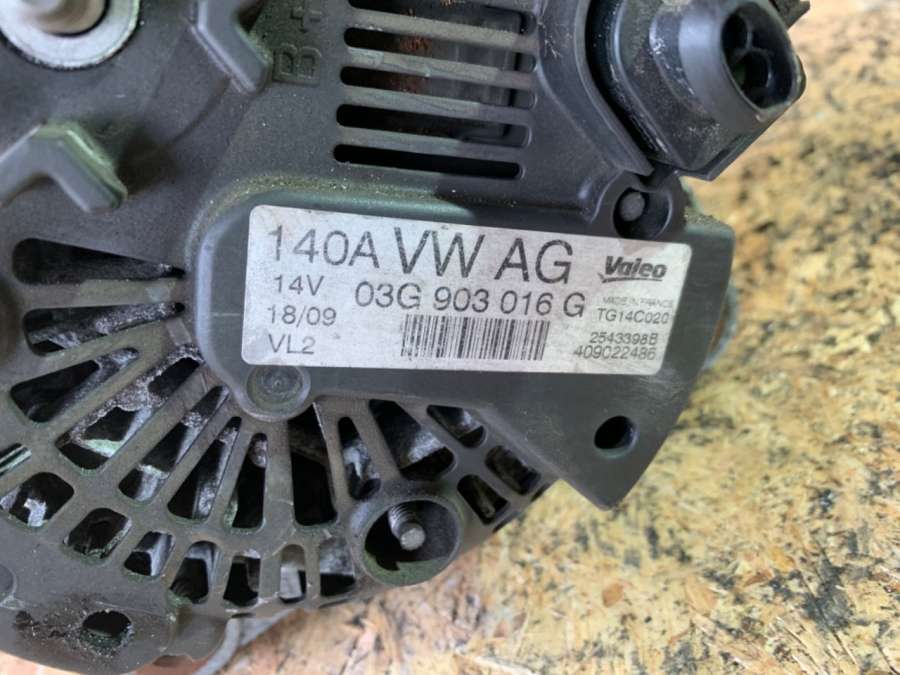 B+
140A VW AG Valeo
14V 03G 903 016 G MADE IN FRANCE
18/09 TG14C020
VL2 2543398B
409022486